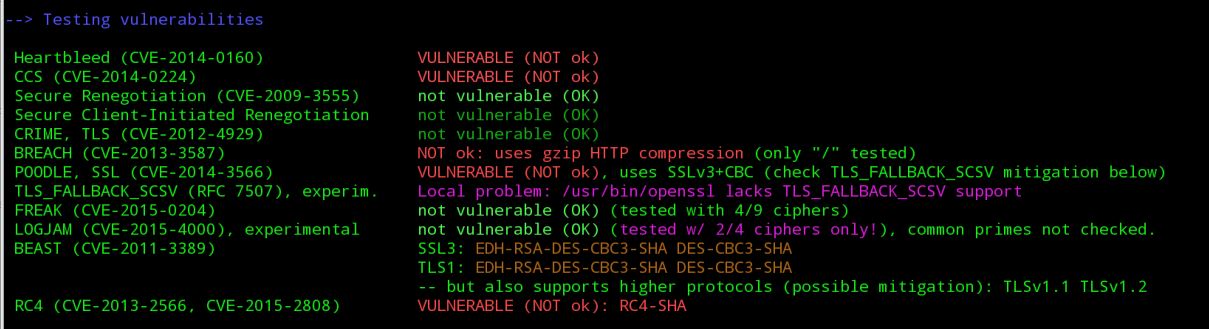 --> Testing vulnerabilities
Heartbleed (CVE-2014-0160) VULNERABLE (NOT ok)
CCS (CVE-2014-0224) VULNERABLE (NOT ok)
Secure Renegotiation (CVE-2009-3555) not vulnerable (OK)
Secure Client-Initiated Renegotiation not vulnerable (OK)
CRIME, TLS (CVE-2012-4929) not vulnerable (OK)
BREACH (CVE-2013-3587) NOT ok: uses gzip HTTP compression (only "/" tested)
POODLE, SSL (CVE-2014-3566) VULNERABLE (NOT ok), uses SSLv3+CBC (check TLS_FALLBACK_SCSV mitigation below)
TLS_FALLBACK_SCSV (RFC 7507), experim. Local problem: /usr/bin/openssl lacks TLS_FALLBACK_SCSV support
FREAK (CVE-2015-0204) not vulnerable (OK) (tested with 4/9 ciphers)
LOGJAM (CVE-2015-4000), experimental not vulnerable (OK) (tested w/ 2/4 ciphers only!), common primes not checked.
BEAST (CVE-2011-3389) SSL3: EDH-RSA-DES-CBC3-SHA DES-CBC3-SHA
TLS1: EDH-RSA-DES-CBC3-SHA DES-CBC3-SHA
-- but also supports higher protocols (possible mitigation): TLSv1.1 TLSv1.2
RC4 (CVE-2013-2566, CVE-2015-2808) VULNERABLE (NOT ok): RC4-SHA